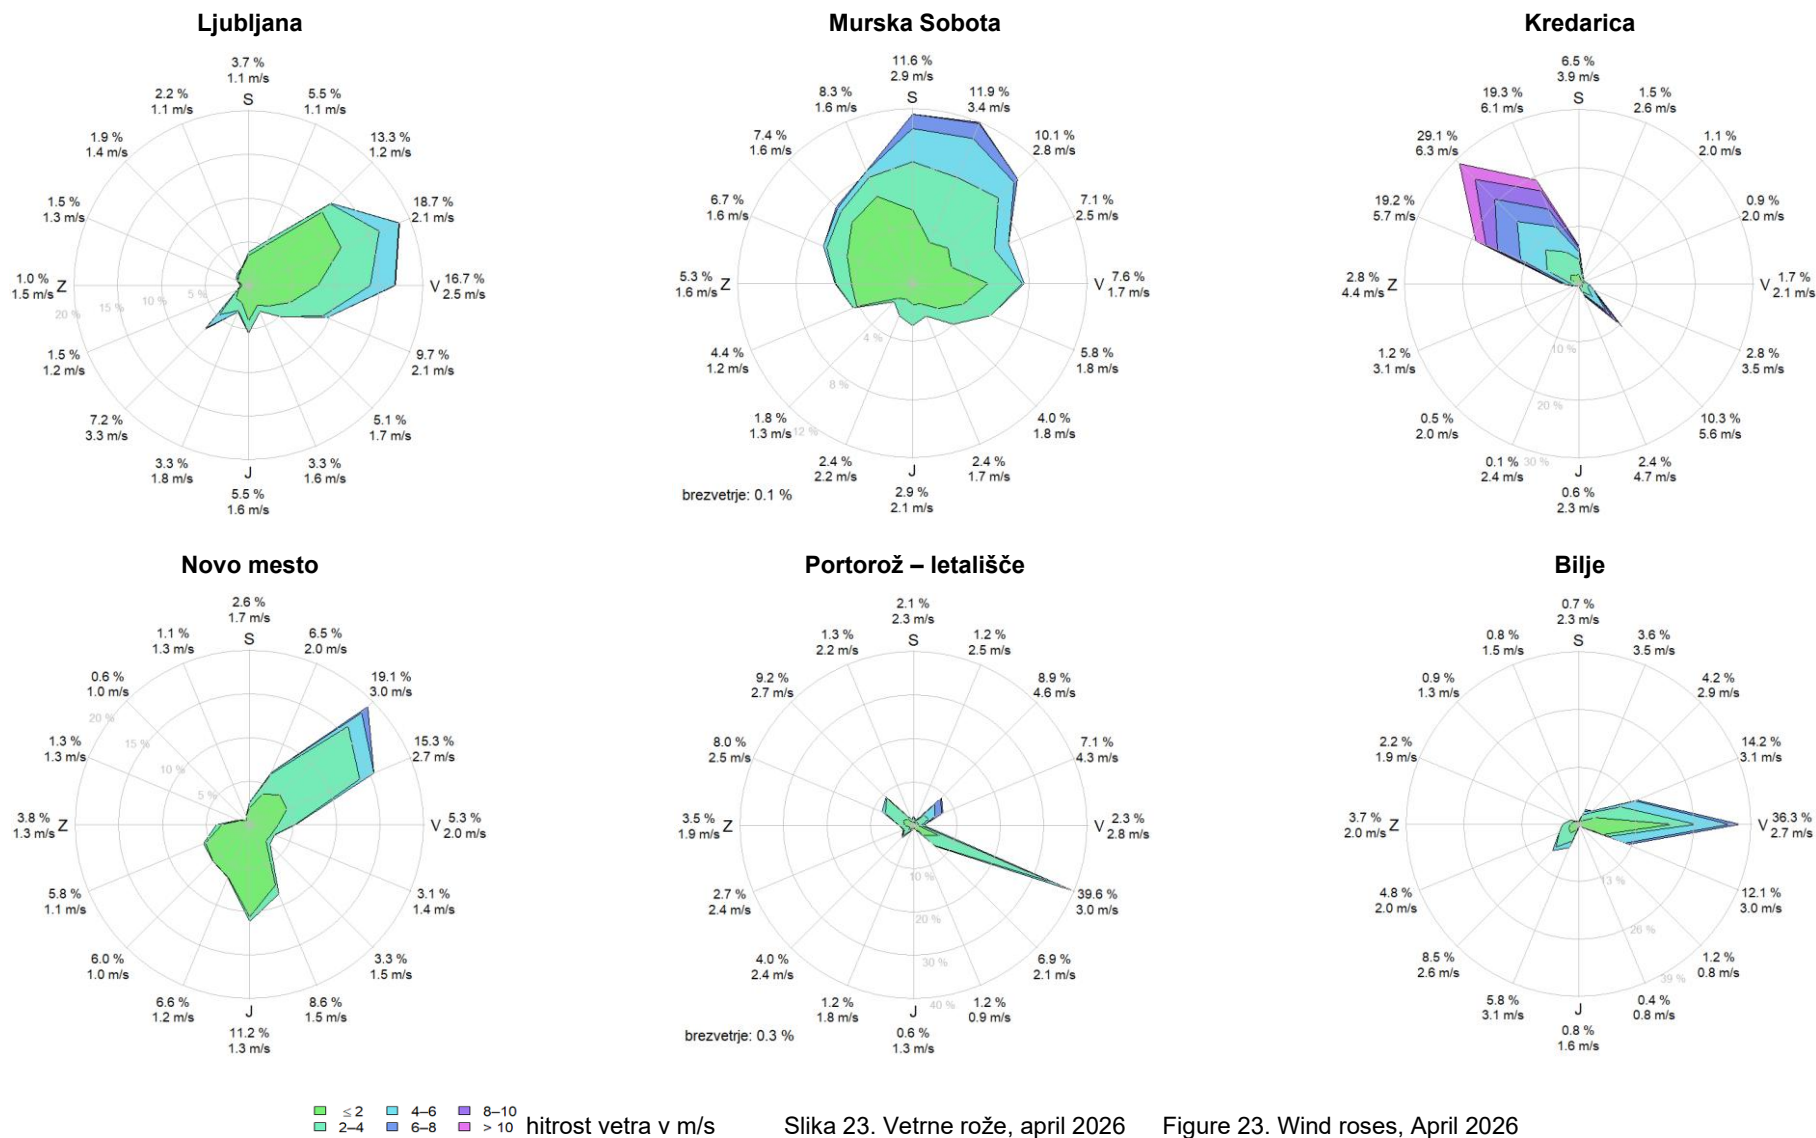 Ljubljana
3.7 %
1.1 m/s
S
5.5 %
1.1 m/s
13.3 %
1.2 m/s
18.7 %
2.1 m/s
V 16.7 %
2.5 m/s
9.7 %
2.1 m/s
5.1 %
1.7 m/s
3.3 %
1.6 m/s
J
5.5 %
1.6 m/s
3.3 %
1.8 m/s
7.2 %
3.3 m/s
1.5 %
1.2 m/s
1.0 %
1.5 m/s Z
1.5 %
1.3 m/s
1.9 %
1.4 m/s
2.2 %
1.1 m/s
5 %
10 %
15 %
20 %
Murska Sobota
11.6 %
2.9 m/s
S
11.9 %
3.4 m/s
10.1 %
2.8 m/s
7.1 %
2.5 m/s
V 7.6 %
1.7 m/s
5.8 %
1.8 m/s
4.0 %
1.8 m/s
2.4 %
1.7 m/s
J
2.9 %
2.1 m/s
2.4 %
2.2 m/s
1.8 %
1.3 m/s
4.4 %
1.2 m/s
5.3 %
1.6 m/s Z
6.7 %
1.6 m/s
7.4 %
1.6 m/s
8.3 %
1.6 m/s
4 %
8 %
12 %
brezvetrje: 0.1 %
Kredarica
6.5 %
3.9 m/s
S
1.5 %
2.6 m/s
1.1 %
2.0 m/s
0.9 %
2.0 m/s
V 1.7 %
2.1 m/s
2.8 %
3.5 m/s
10.3 %
5.6 m/s
2.4 %
4.7 m/s
J
0.6 %
2.3 m/s
0.1 %
2.4 m/s
0.5 %
2.0 m/s
1.2 %
3.1 m/s
2.8 %
4.4 m/s Z
19.2 %
5.7 m/s
29.1 %
6.3 m/s
19.3 %
6.1 m/s
10 %
20 %
30 %
Novo mesto
2.6 %
1.7 m/s
S
6.5 %
2.0 m/s
19.1 %
3.0 m/s
15.3 %
2.7 m/s
V 5.3 %
2.0 m/s
3.1 %
1.4 m/s
3.3 %
1.5 m/s
8.6 %
1.5 m/s
J
11.2 %
1.3 m/s
6.6 %
1.2 m/s
6.0 %
1.0 m/s
5.8 %
1.1 m/s
3.8 %
1.3 m/s Z
1.3 %
1.3 m/s
0.6 %
1.0 m/s
1.1 %
1.3 m/s
5 %
10 %
15 %
20 %
Portorož – letališče
2.1 %
2.3 m/s
S
1.2 %
2.5 m/s
8.9 %
4.6 m/s
7.1 %
4.3 m/s
V 2.3 %
2.8 m/s
39.6 %
3.0 m/s
6.9 %
2.1 m/s
1.2 %
0.9 m/s
J
0.6 %
1.3 m/s
1.2 %
1.8 m/s
4.0 %
2.4 m/s
2.7 %
2.4 m/s
3.5 %
1.9 m/s Z
8.0 %
2.5 m/s
9.2 %
2.7 m/s
1.3 %
2.2 m/s
10 %
20 %
30 %
40 %
brezvetrje: 0.3 %
Bilje
0.7 %
2.3 m/s
S
3.6 %
3.5 m/s
4.2 %
2.9 m/s
14.2 %
3.1 m/s
V 36.3 %
2.7 m/s
12.1 %
3.0 m/s
1.2 %
0.8 m/s
0.4 %
0.8 m/s
J
0.8 %
1.6 m/s
5.8 %
3.1 m/s
8.5 %
2.6 m/s
4.8 %
2.0 m/s
3.7 %
2.0 m/s Z
2.2 %
1.9 m/s
0.9 %
1.3 m/s
0.8 %
1.5 m/s
13 %
26 %
39 %
≤ 2 4–6 8–10
2–4 6–8 > 10 hitrost vetra v m/s
Slika 23. Vetrne rože, april 2026 Figure 23. Wind roses, April 2026